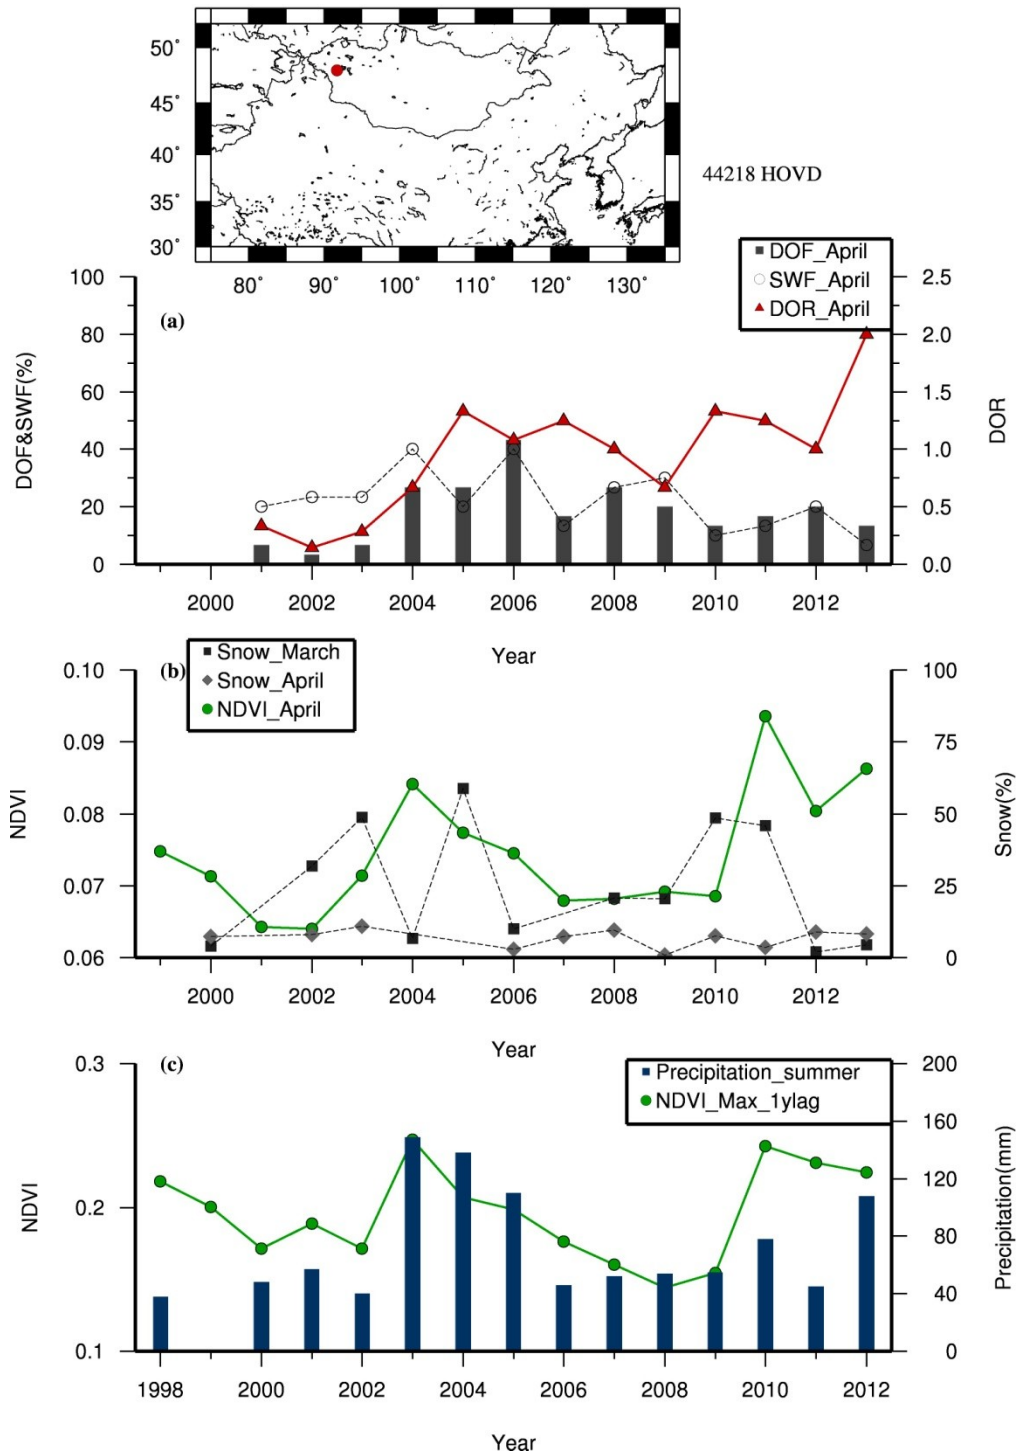 50°
45°
40°
35°
30°
80° 90° 100° 110° 120° 130°
44218 HOVD
DOF_April
SWF_April
DOR_April
(a)
100
80
60
40
20
0
DOF&SWF(%)
2.5
2.0
1.5
1.0
0.5
0.0
DOR
2000 2002 2004 2006 2008 2010 2012
Year
Snow_March
Snow_April
NDVI_April
(b)
0.10
0.09
0.08
0.07
0.06
NDVI
100
75
50
25
0
Snow(%)
2000 2002 2004 2006 2008 2010 2012
Year
(c)
Precipitation_summer
NDVI_Max_1ylag
0.3
0.2
0.1
NDVI
200
160
120
80
40
0
Precipitation(mm)
1998 2000 2002 2004 2006 2008 2010 2012
Year